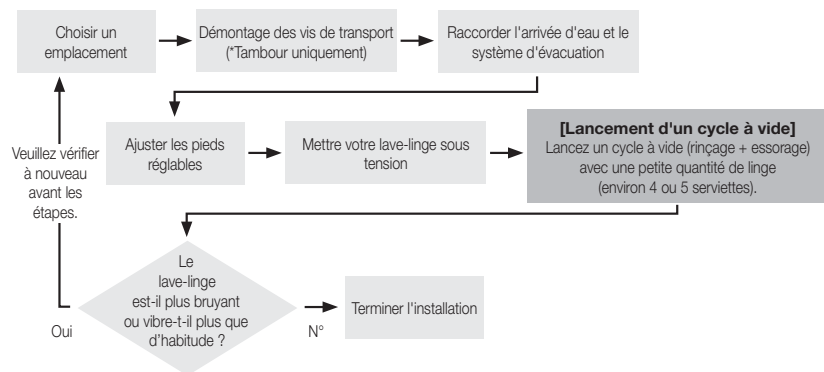 Choisir un
emplacement
Démontage des vis de transport
(*Tambour uniquement)
Raccorder l'arrivée d'eau et le
système d'évacuation
Veuillez vérifier
à nouveau
avant les
étapes.
Ajuster les pieds
réglables
Mettre votre lave-linge sous
tension
[Lancement d'un cycle à vide]
Lancez un cycle à vide (rinçage + essorage)
avec une petite quantité de linge
(environ 4 ou 5 serviettes).
Le
lave-linge
est-il plus bruyant
ou vibre-t-il plus que
d'habitude ?
Oui
N°
Terminer l'installation